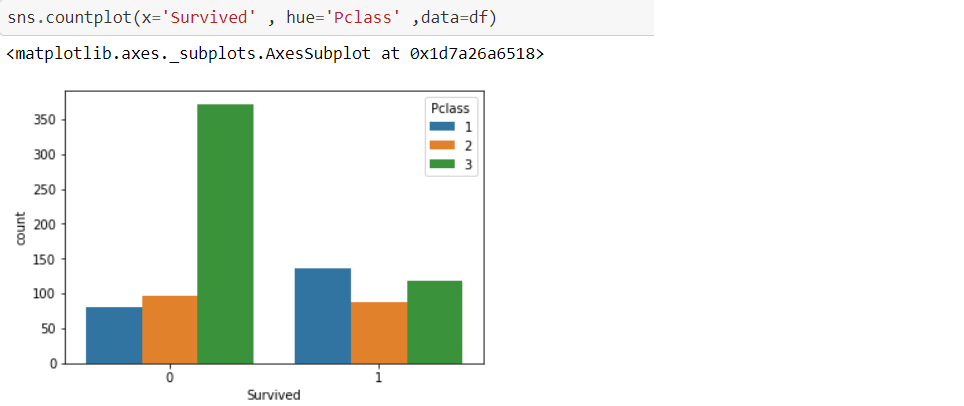 sns.countplot(x='Survived' , hue='Pclass' ,data=df)
<matplotlib.axes._subplots.AxesSubplot at 0x1d7a26a6518>
Pclass
1
2
3
350
300
250
200
150
100
50
0
count
0 1
Survived